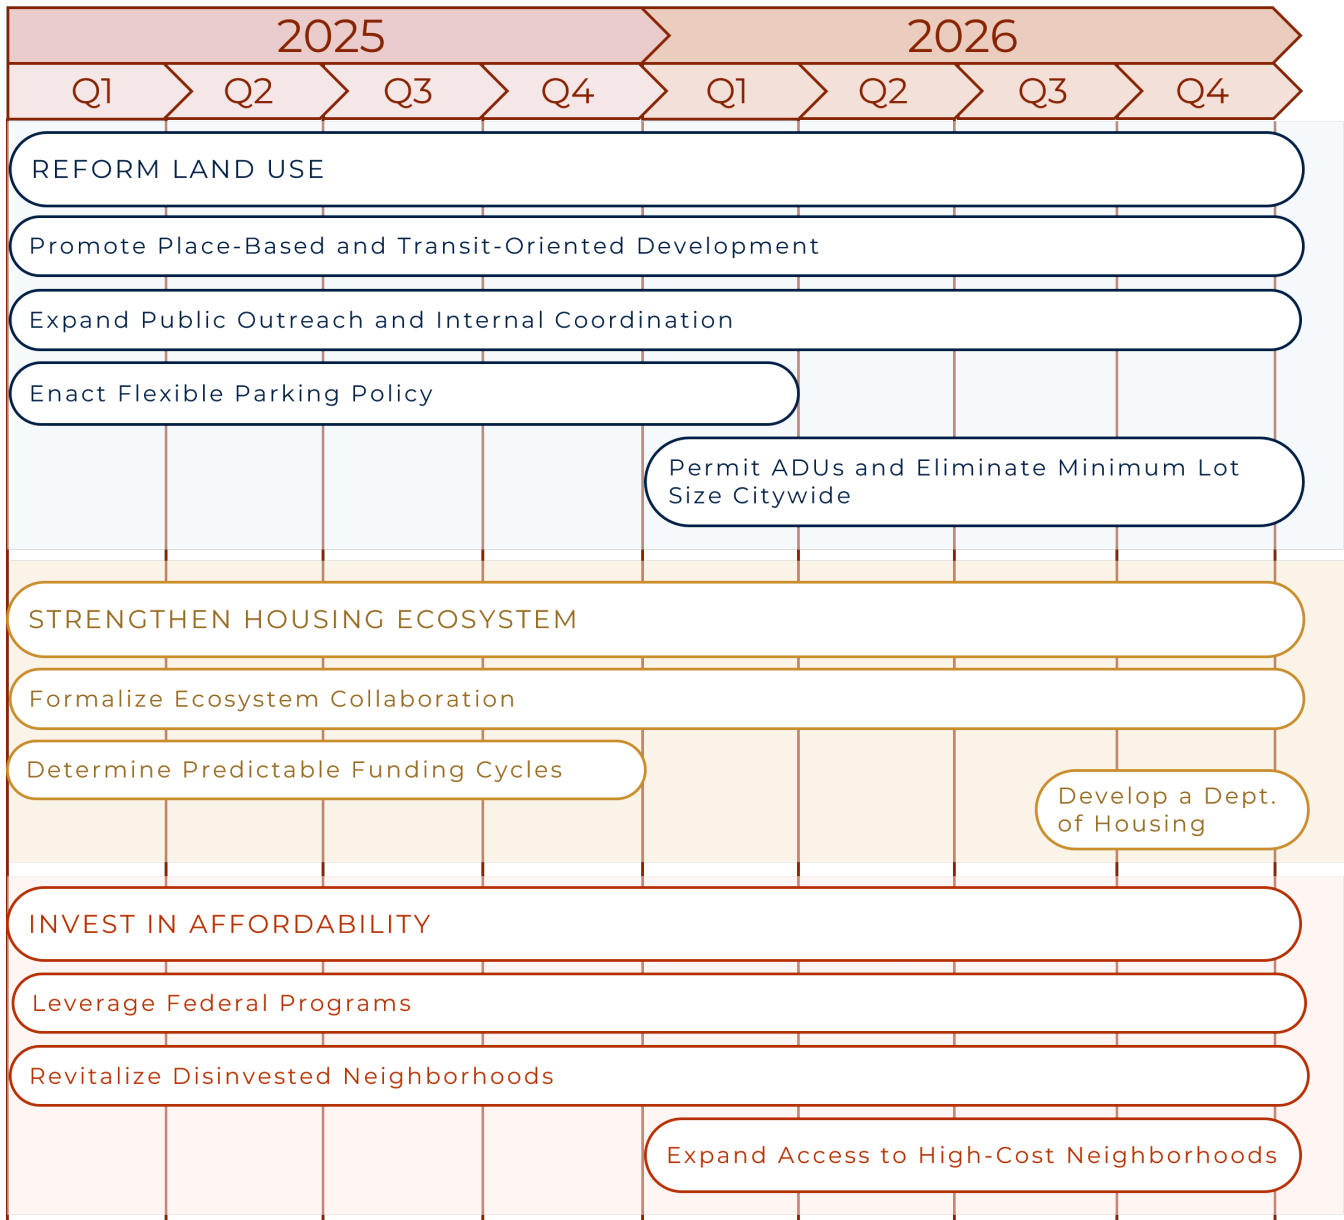 2025 2026
Q1 Q2 Q3 Q4 Q1 Q2 Q3 Q4
REFORM LAND USE
Promote Place-Based and Transit-Oriented Development
Expand Public Outreach and Internal Coordination
Enact Flexible Parking Policy
Permit ADUs and Eliminate Minimum Lot
Size Citywide
STRENGTHEN HOUSING ECOSYSTEM
Formalize Ecosystem Collaboration
Determine Predictable Funding Cycles
Develop a Dept.
of Housing
INVEST IN AFFORDABILITY
Leverage Federal Programs
Revitalize Disinvested Neighborhoods
Expand Access to High-Cost Neighborhoods